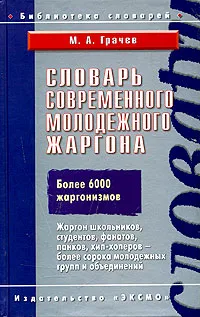 Библиотека словарей
М. А. Грачев
СЛОВАРЬ
СОВРЕМЕННОГО
МОЛОДЕЖНОГО
ЖАРГОНА
Более 6000
жаргонизмов
Жаргон школьников,
студентов, фанатов,
панков, хип-хоперов –
более сорока молодежных
групп и объединений
Издательство «ЭКСМО»
словари